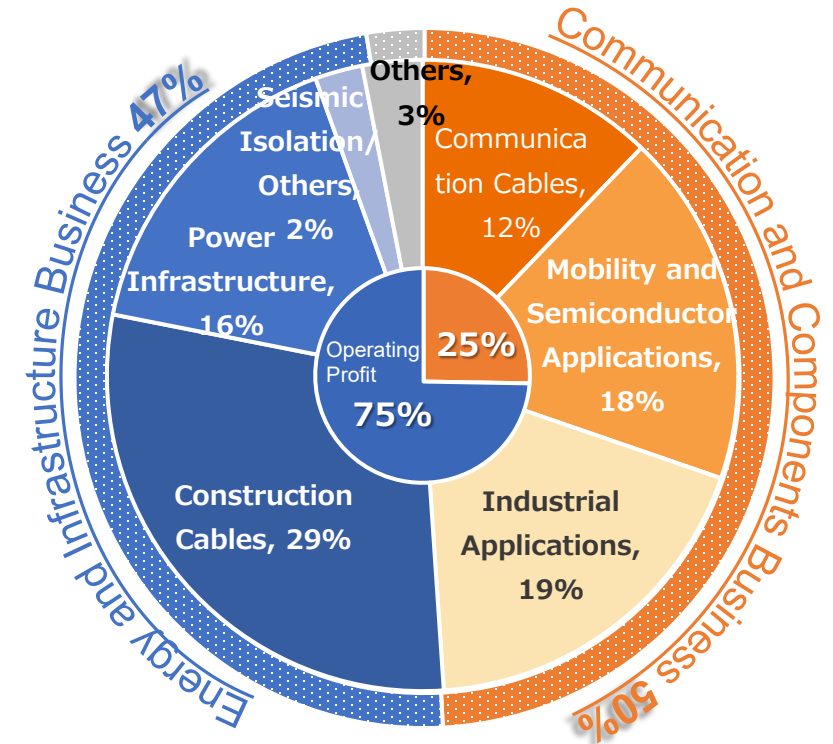 Energy and Infrastructure Business 47%
Communication and Components Business 50%
Others,
3%
Seismic
Isolation/
Others,
2%
Communica
tion Cables,
12%
Power
Infrastructure,
16%
Mobility and
Semiconductor
Applications,
18%
Operating
Profit
75%
25%
Construction
Cables, 29%
Industrial
Applications,
19%